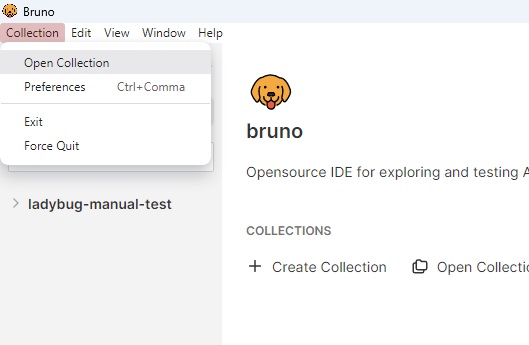 Bruno
Collection Edit View Window Help
Open Collection
Preferences Ctrl+Comma
Exit
Force Quit
ladybug-manual-test
bruno
Opensource IDE for exploring and testing A
COLLECTIONS
+ Create Collection Open Collectio